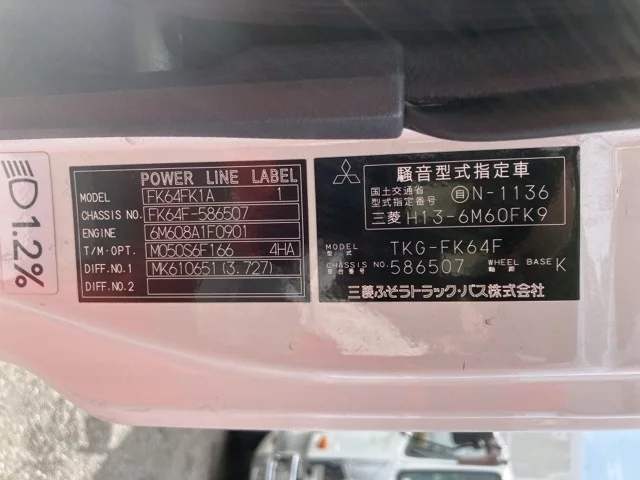 1.2%
POWER LINE LABEL
MODEL FK64FK1A 1
CHASSIS NO. FK64F-586507
ENGINE 6M608A1F0901
T/M・OPT. M050S6F166 4HA
DIFF.NO.1 MK610651(3.727)
DIFF.NO.2
騒音型式指定車
国土交通省
型式指定番号 自N-1136
三菱 H13-6M60FK9
MODEL 型式 TKG-FK64F
CHASSIS NO. 車台番号 586507 WHEEL BASE 軸距 K
三菱ふそうトラック・バス株式会社